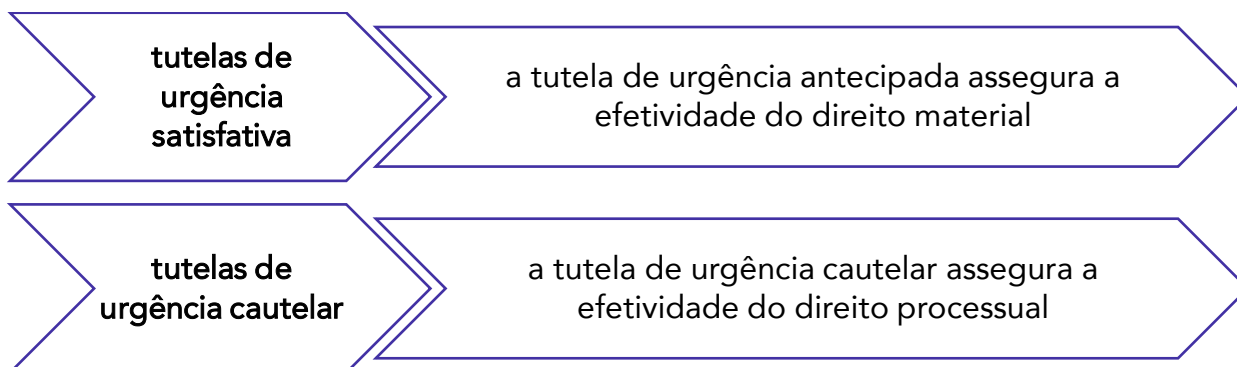 tutelas de
urgência
satisfativa
a tutela de urgência antecipada assegura a
efetividade do direito material
tutelas de
urgência cautelar
a tutela de urgência cautelar assegura a
efetividade do direito processual